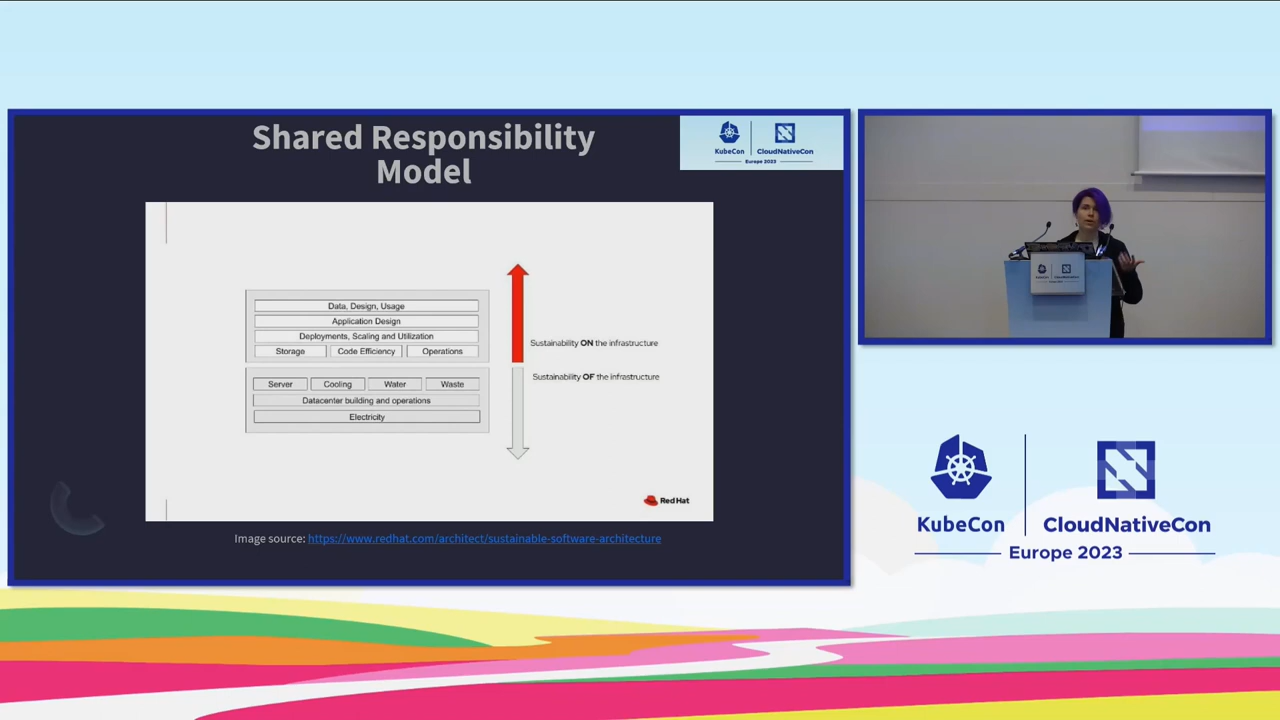 Shared Responsibility
Model
KubeCon
CloudNativeCon
Europe 2023
Data, Design, Usage
Application Design
Deployments, Scaling and Utilization
Storage
Code Efficiency
Operations
Sustainability ON the infrastructure
Sustainability OF the infrastructure
Server
Cooling
Water
Waste
Datacenter building and operations
Electricity
Red Hat
Image source: https://www.redhat.com/architect/sustainable-software-architecture
KubeCon
CloudNativeCon
Europe 2023